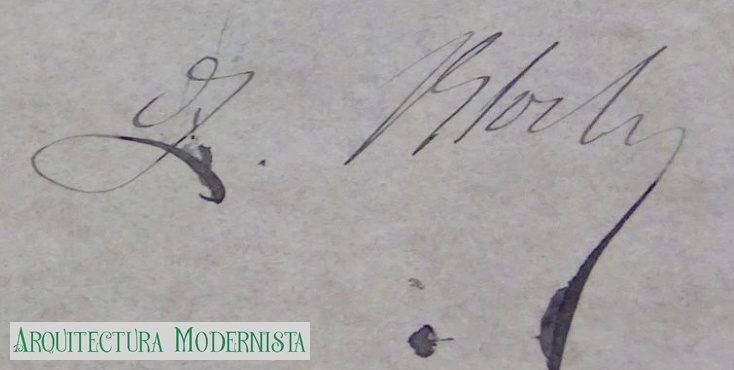 L. Bloch
ARQUITECTURA MODERNISTA